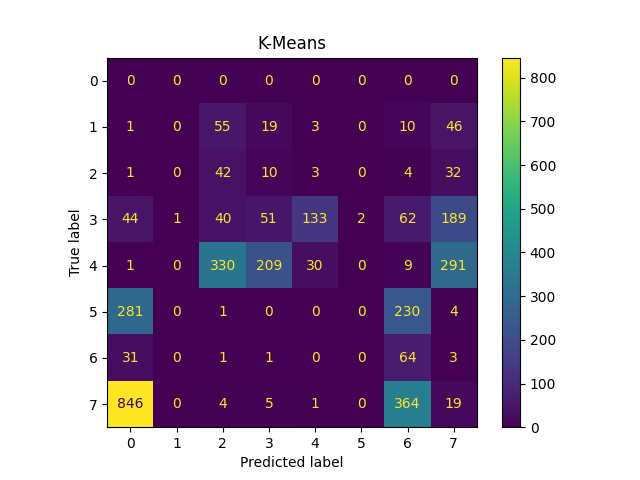 K-Means
0 0 0 0 0 0 0 0 0
1 1 0 55 19 3 0 10 46
2 1 0 42 10 3 0 4 32
3 44 1 40 51 133 2 62 189
4 1 0 330 209 30 0 9 291
5 281 0 1 0 0 0 230 4
6 31 0 1 1 0 0 64 3
7 846 0 4 5 1 0 364 19
0 1 2 3 4 5 6 7
Predicted label
True label
800
700
600
500
400
300
200
100
0